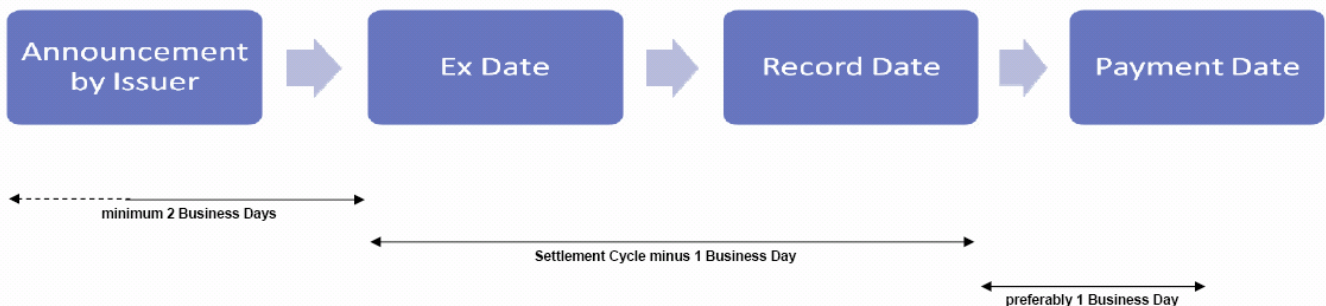 Announcement
by Issuer
Ex Date
Record Date
Payment Date
minimum 2 Business Days
Settlement Cycle minus 1 Business Day
preferably 1 Business Day